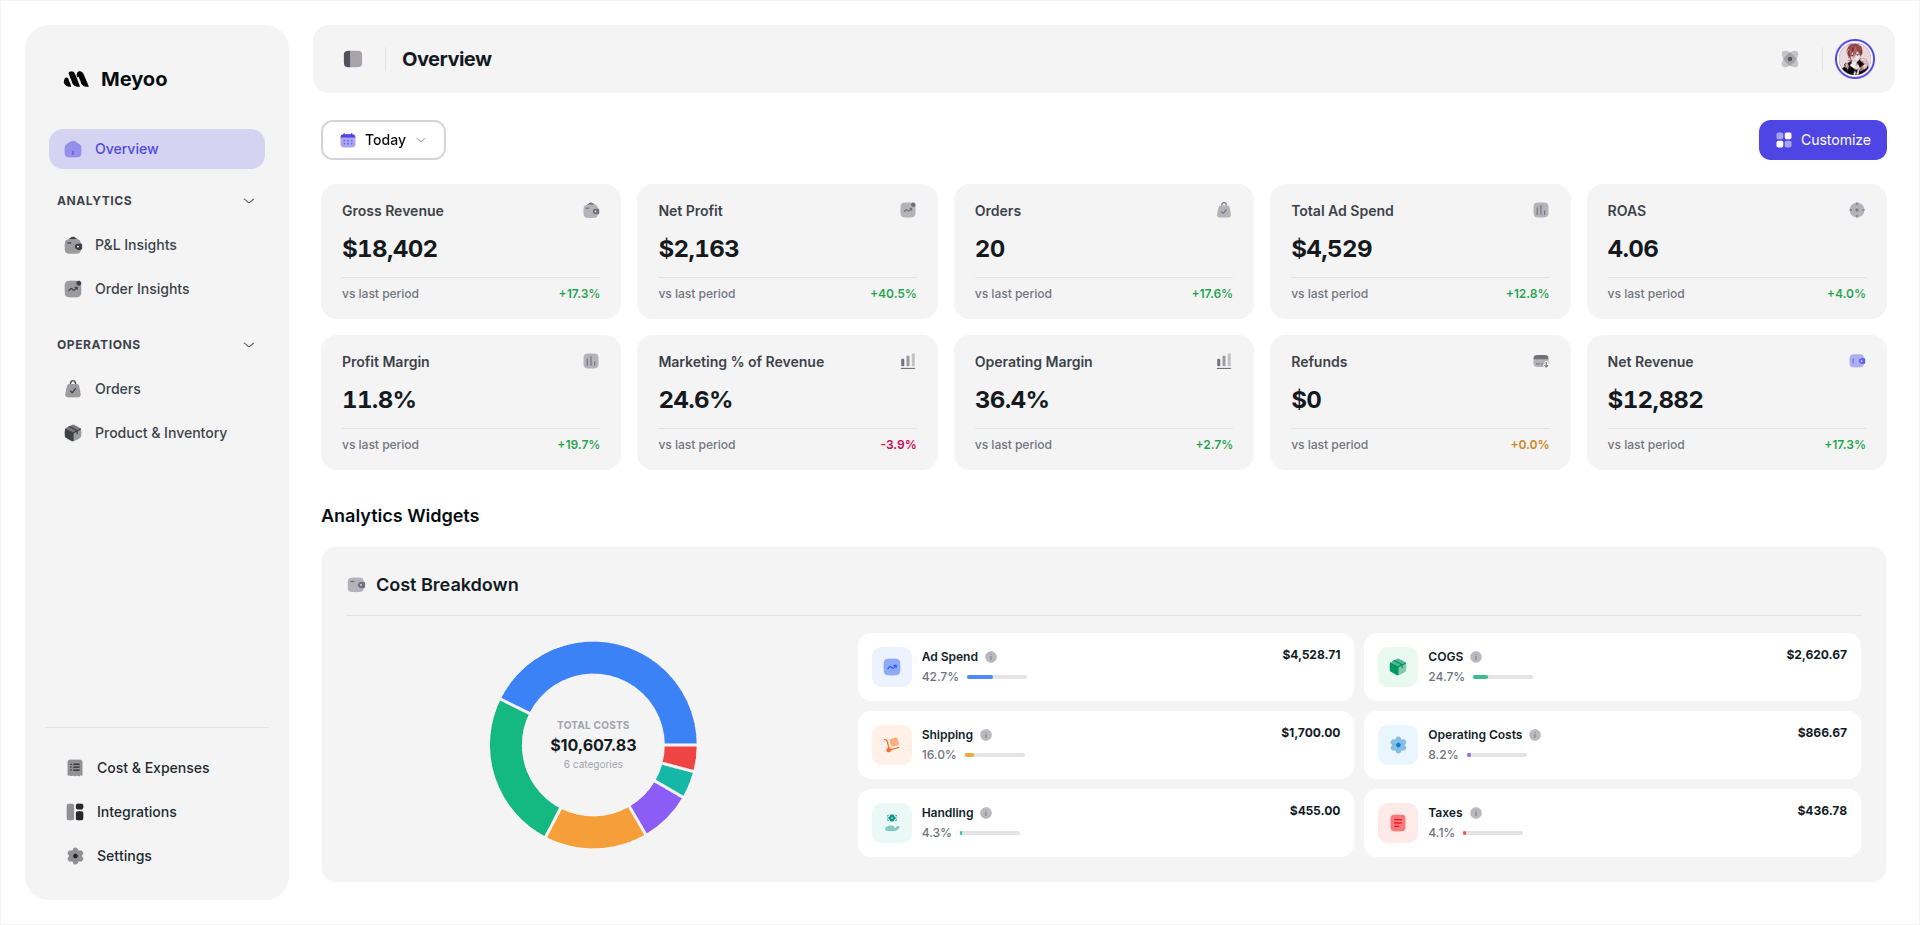 Meyoo
Overview
ANALYTICS
P&L Insights
Order Insights
OPERATIONS
Orders
Product & Inventory
Cost & Expenses
Integrations
Settings
Overview
Today
Customize
Gross Revenue
$18,402
vs last period +17.3%
Net Profit
$2,163
vs last period +40.5%
Orders
20
vs last period +17.6%
Total Ad Spend
$4,529
vs last period +12.8%
ROAS
4.06
vs last period +4.0%
Profit Margin
11.8%
vs last period +19.7%
Marketing % of Revenue
24.6%
vs last period -3.9%
Operating Margin
36.4%
vs last period +2.7%
Refunds
$0
vs last period +0.0%
Net Revenue
$12,882
vs last period +17.3%
Analytics Widgets
Cost Breakdown
TOTAL COSTS
$10,607.83
6 categories
Ad Spend $4,528.71
42.7%
COGS $2,620.67
24.7%
Shipping $1,700.00
16.0%
Operating Costs $866.67
8.2%
Handling $455.00
4.3%
Taxes $436.78
4.1%